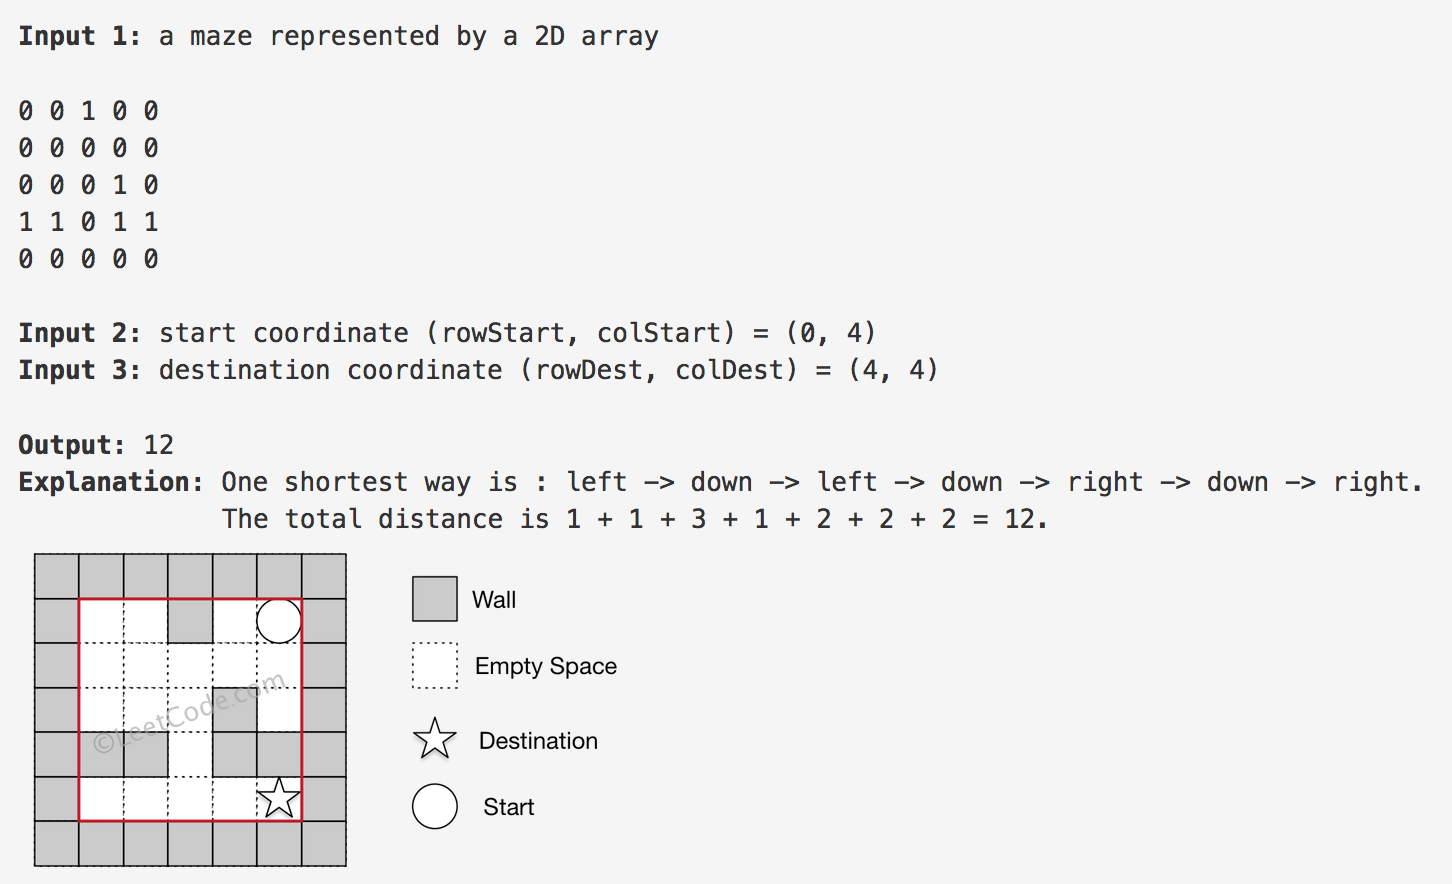 Input 1: a maze represented by a 2D array
0 0 1 0 0
0 0 0 0 0
0 0 0 1 0
1 1 0 1 1
0 0 0 0 0
Input 2: start coordinate (rowStart, colStart) = (0, 4)
Input 3: destination coordinate (rowDest, colDest) = (4, 4)
Output: 12
Explanation: One shortest way is : left -> down -> left -> down -> right -> down -> right.
The total distance is 1 + 1 + 3 + 1 + 2 + 2 + 2 = 12.
Wall
Empty Space
Destination
Start
©LeetCode.com